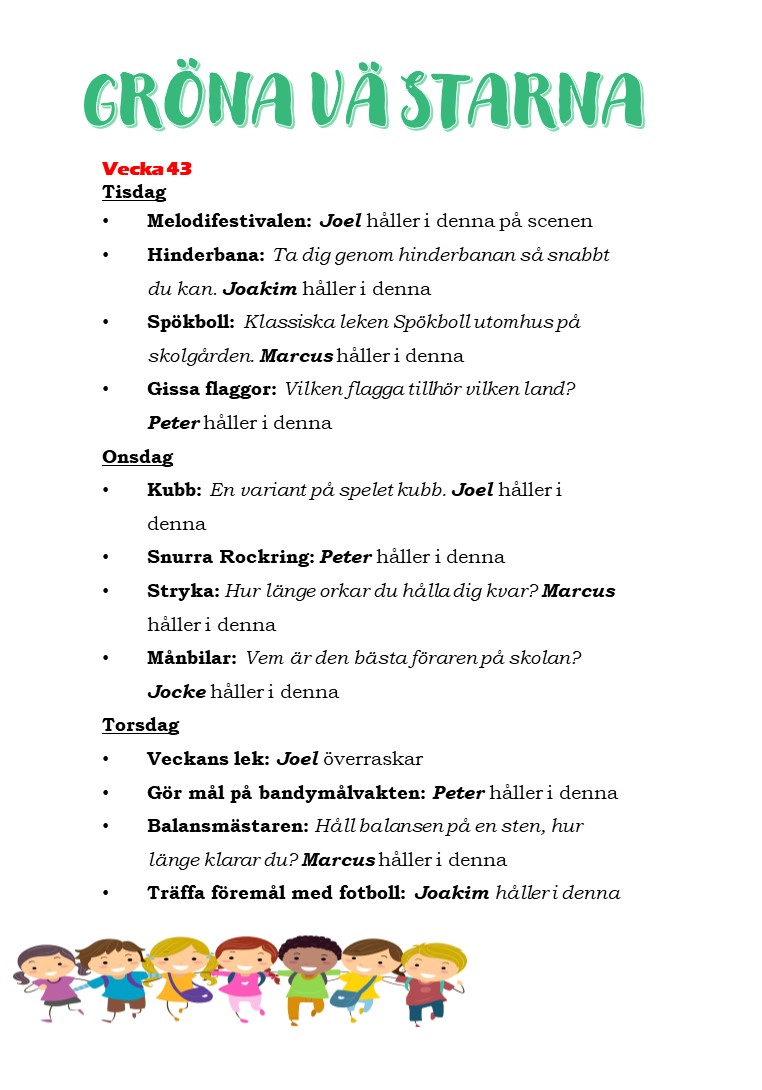 GRÖNA VÄSTARNA
Vecka 43
Tisdag
• Melodifestivalen: Joel håller i denna på scenen
• Hinderbana: Ta dig genom hinderbanan så snabbt
du kan. Joakim håller i denna
• Spökboll: Klassiska leken Spökboll utomhus på
skolgården. Marcus håller i denna
• Gissa flaggor: Vilken flagga tillhör vilken land?
Peter håller i denna
Onsdag
• Kubb: En variant på spelet kubb. Joel håller i
denna
• Snurra Rockring: Peter håller i denna
• Stryka: Hur länge orkar du hålla dig kvar? Marcus
håller i denna
• Månbilar: Vem är den bästa föraren på skolan?
Jocke håller i denna
Torsdag
• Veckans lek: Joel överraskar
• Gör mål på bandymålvakten: Peter håller i denna
• Balansmästaren: Håll balansen på en sten, hur
länge klarar du? Marcus håller i denna
• Träffa föremål med fotboll: Joakim håller i denna